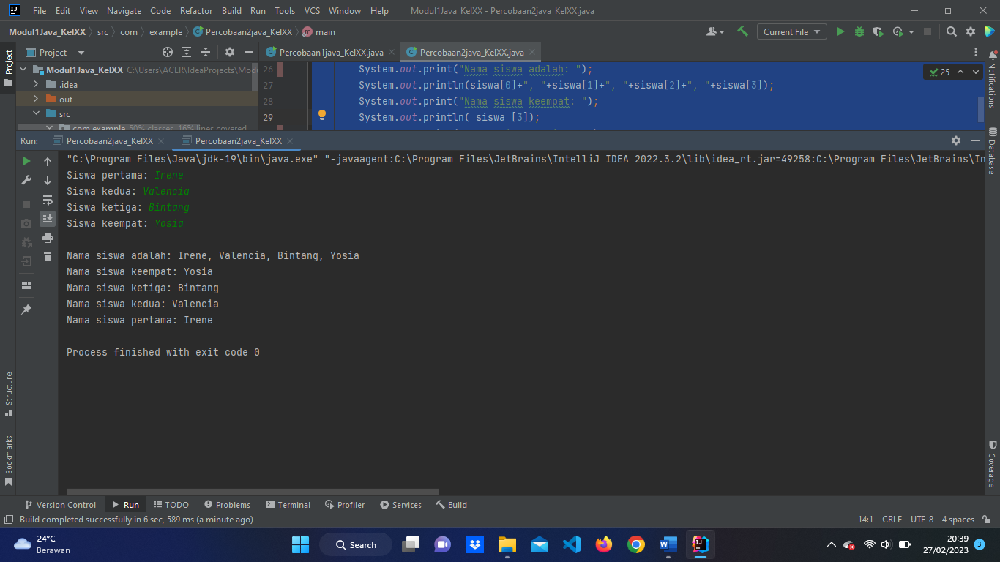 File Edit View Navigate Code Refactor Build Run Tools VCS Window Help Modul1Java_KelXX - Percobaan2java_KelXX.java
Modul1Java_KelXX src com example Percobaan2java_KelXX main Current File
Project Percobaan1java_KelXX.java Percobaan2java_KelXX.java
Project
Modul1Java_KelXX C:\Users\ACER\IdeaProjects\Modu
.idea
out
src
com.example 50% classes, 16% lines covered
26 System.out.print("Nama siswa adalah: ");
27 System.out.println(siswa[0]+", "+siswa[1]+", "+siswa[2]+", "+siswa[3]);
28 System.out.print("Nama siswa keempat: ");
29 System.out.println( siswa [3]);
25
Notifications
Database
Coverage
Run: Percobaan2java_KelXX Percobaan2java_KelXX
"C:\Program Files\Java\jdk-19\bin\java.exe" "-javaagent:C:\Program Files\JetBrains\IntelliJ IDEA 2022.3.2\lib\idea_rt.jar=49258:C:\Program Files\JetBrains\In
Siswa pertama: Irene
Siswa kedua: Valencia
Siswa ketiga: Bintang
Siswa keempat: Yosia
Nama siswa adalah: Irene, Valencia, Bintang, Yosia
Nama siswa keempat: Yosia
Nama siswa ketiga: Bintang
Nama siswa kedua: Valencia
Nama siswa pertama: Irene
Process finished with exit code 0
Structure
Bookmarks
Version Control Run TODO Problems Terminal Profiler Services Build
Build completed successfully in 6 sec, 589 ms (a minute ago) 14:1 CRLF UTF-8 4 spaces
24°C
Berawan
Search
20:39
27/02/2023
3